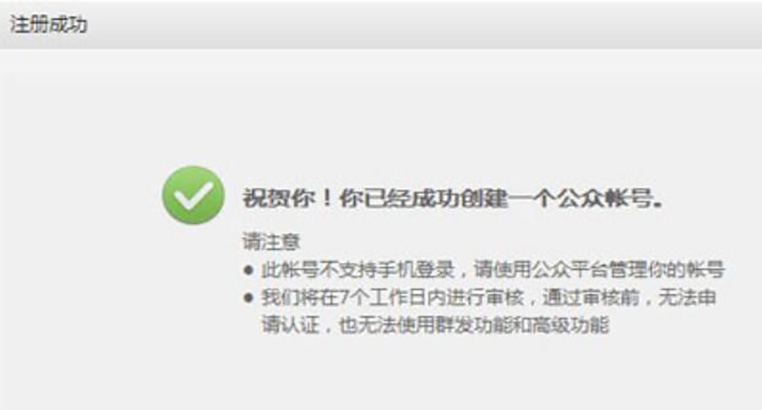 注册成功
祝贺你！你已经成功创建一个公众帐号。
请注意
● 此帐号不支持手机登录，请使用公众平台管理你的帐号
● 我们将在7个工作日内进行审核，通过审核前，无法申
请认证，也无法使用群发功能和高级功能